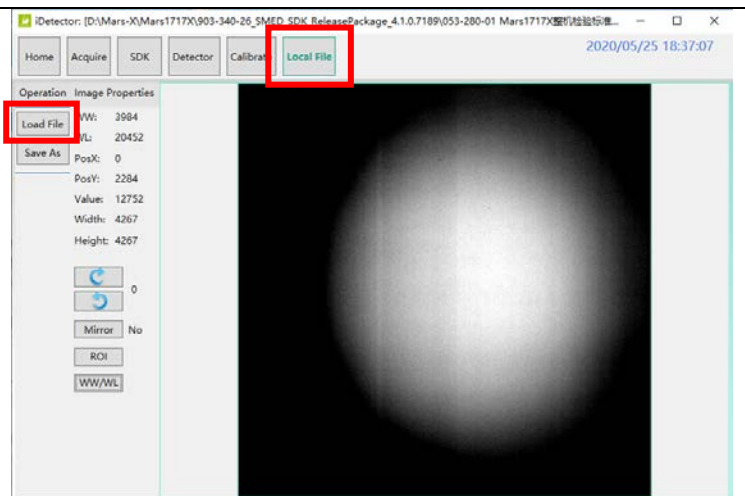 iDetector: [D:\Mars-X\Mars1717X\903-340-26_SMED_SDK_ReleasePackage_4.1.0.7189\053-280-01 Mars1717X整机检验标准...
2020/05/25 18:37:07
Home Acquire SDK Detector Calibrate Local File
Operation Image Properties
Load File
Save As
WW: 3984
WL: 20452
PosX: 0
PosY: 2284
Value: 12752
Width: 4267
Height: 4267
0
Mirror No
ROI
WW/WL